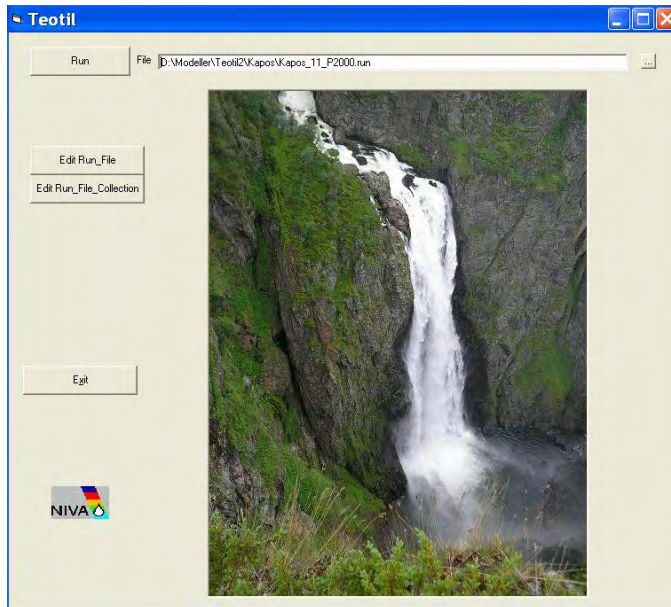 Teotil
Run File D:\Modeller\Teotil2\Kapos\Kapos_11_P2000.run ...
Edit Run_File
Edit Run_File_Collection
Exit
NIVA